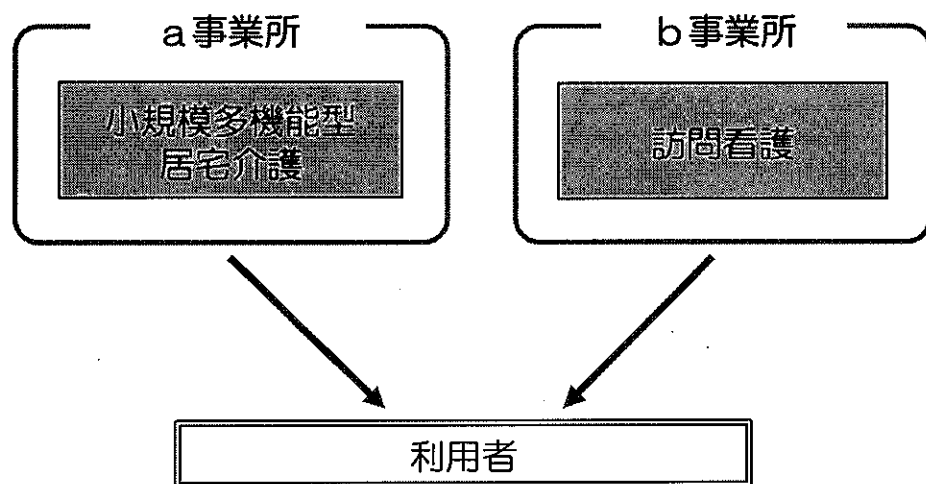 a事業所
小規模多機能型
居宅介護
b事業所
訪問看護
利用者